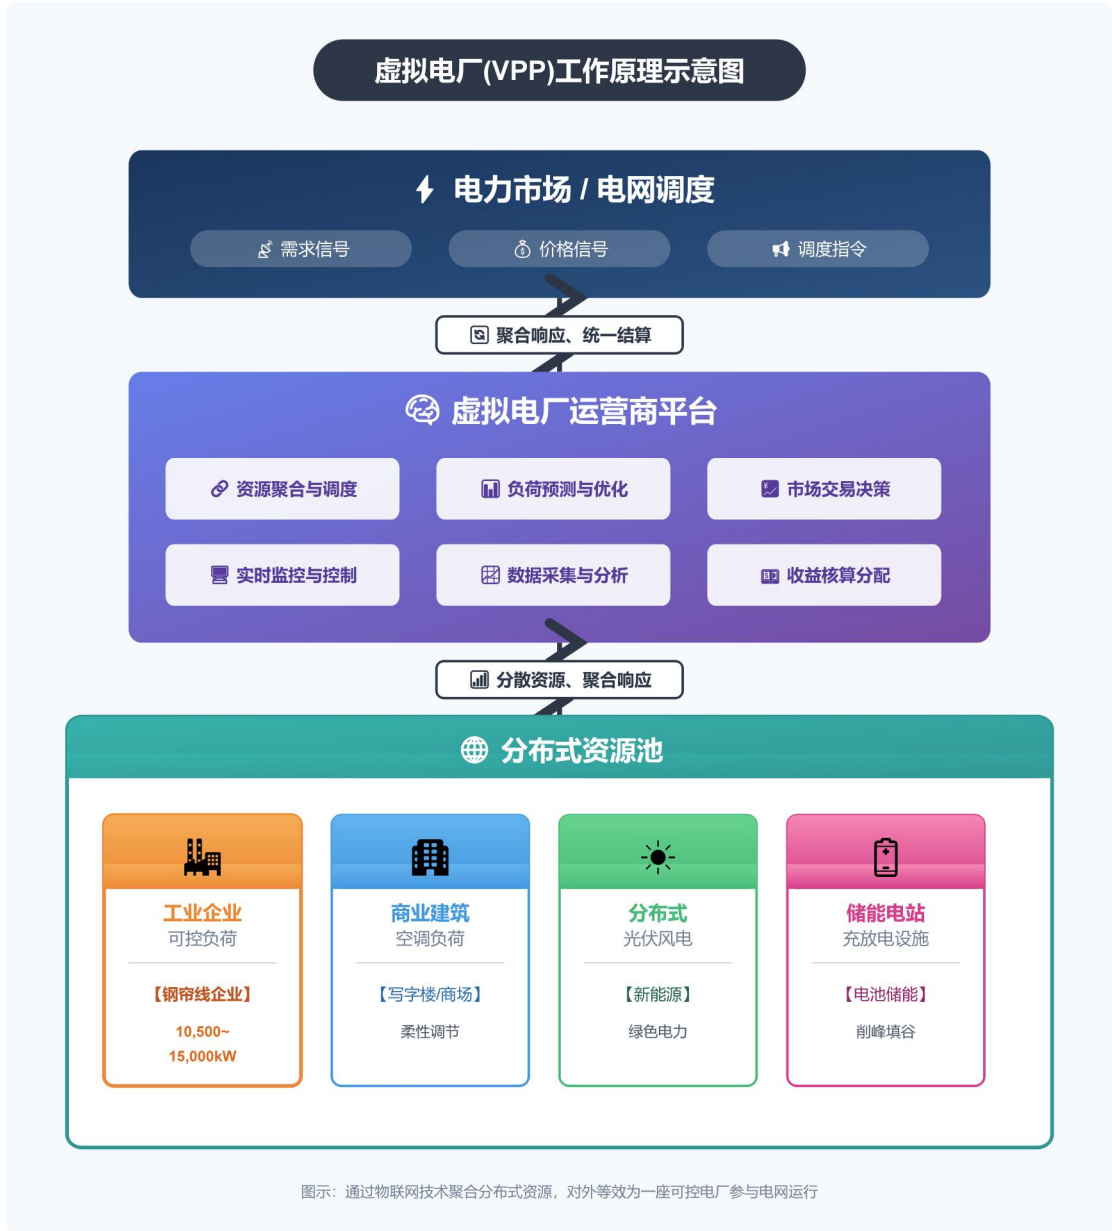 虚拟电厂(VPP)工作原理示意图
电力市场 / 电网调度
需求信号
价格信号
调度指令
聚合响应、统一结算
虚拟电厂运营商平台
资源聚合与调度
负荷预测与优化
市场交易决策
实时监控与控制
数据采集与分析
收益核算分配
分散资源、聚合响应
分布式资源池
工业企业
可控负荷
【钢帘线企业】
10,500~
15,000kW
商业建筑
空调负荷
【写字楼/商场】
柔性调节
分布式
光伏风电
【新能源】
绿色电力
储能电站
充放电设施
【电池储能】
削峰填谷
图示：通过物联网技术聚合分布式资源，对外等效为一座可控电厂参与电网运行